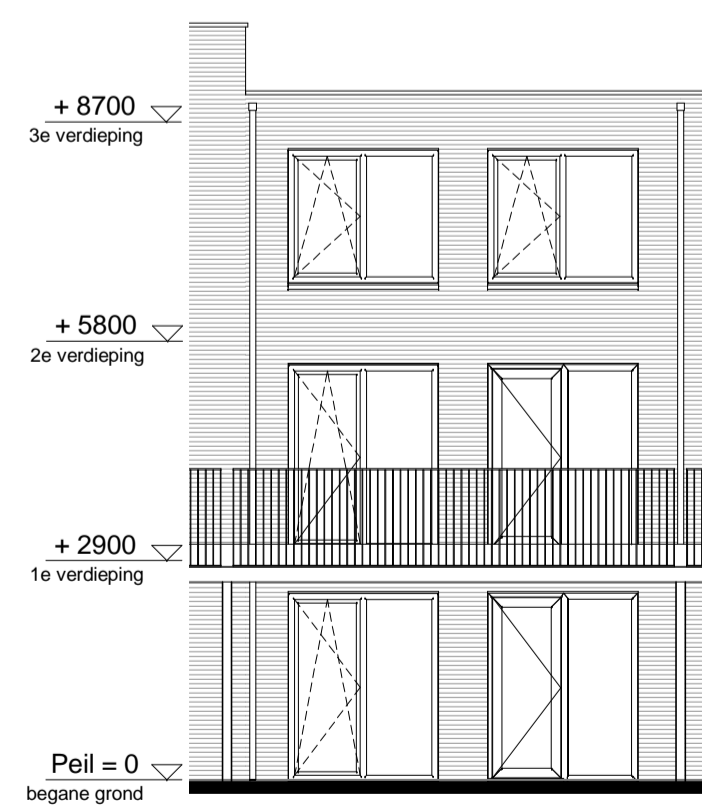 + 8700
3e verdieping
+ 5800
2e verdieping
+ 2900
1e verdieping
Peil = 0
begane grond